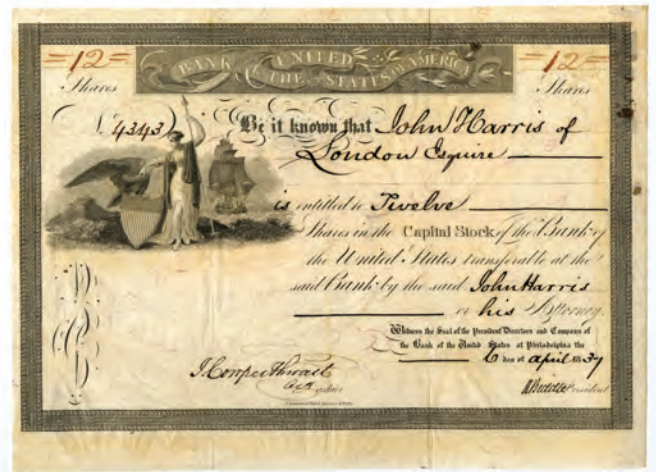 =12= =12=
BANK OF THE UNITED STATES OF AMERICA
Shares Shares
4343
Be it known that John Harris of
London Esquire
is entitled to Twelve
Shares in the Capital Stock of the Bank of
the United States transferable at the
said Bank by the said John Harris
or his Attorney.
Witness the Seal of the President Directors and Company of
the Bank of the United States at Philadelphia the
6 day of april 1837
J. Cowperthwait
Act Cashier
N Biddle President